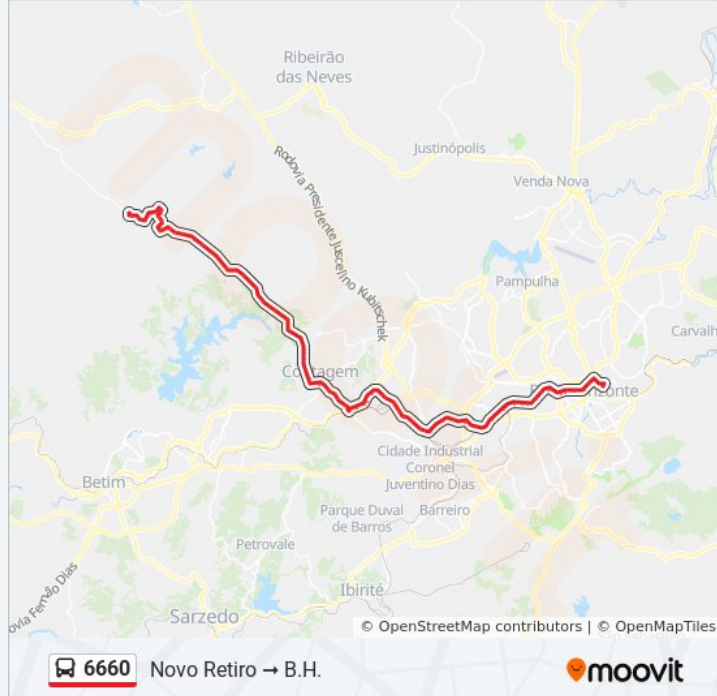 Ribeirão
das Neves
Justinópolis
Rodovia Presidente Juscelino Kubitschek
Venda Nova
Pampulha
Carvalh
Contagem
Cidade Industrial
Coronel
Juventino Dias
Betim
Parque Duval
de Barros
Barreiro
Petrovale
Ibirité
ovia Fernão Dias
Sarzedo
© OpenStreetMap contributors | © OpenMapTiles
6660 Novo Retiro → B.H.
moovit